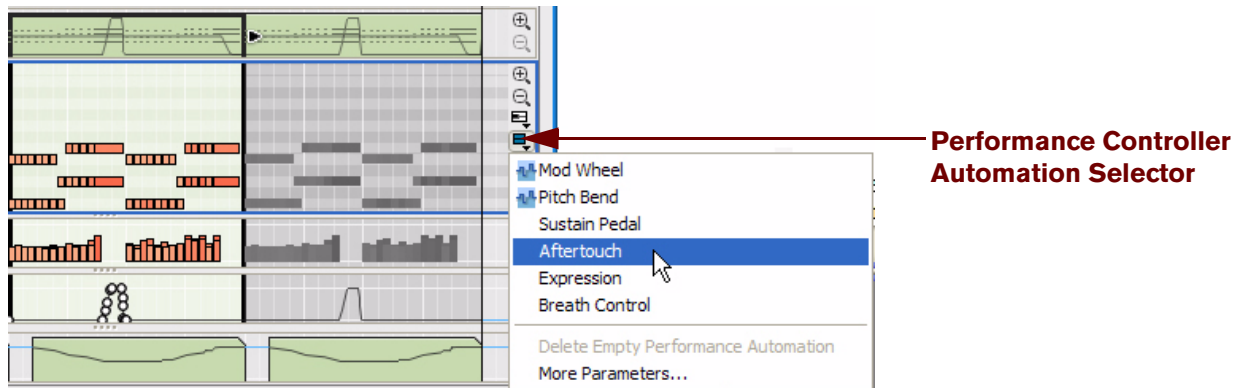 Performance Controller
Automation Selector
Mod Wheel
Pitch Bend
Sustain Pedal
Aftertouch
Expression
Breath Control
Delete Empty Performance Automation
More Parameters...